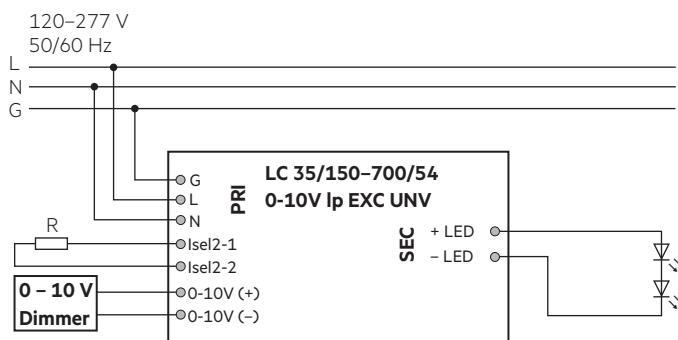 120–277 V
50/60 Hz
L
N
G
LC 35/150–700/54
0-10V lp EXC UNV
PRI
G
L
N
R
Isel2-1
Isel2-2
0 – 10 V
Dimmer
0-10V (+)
0-10V (–)
SEC
+ LED
– LED